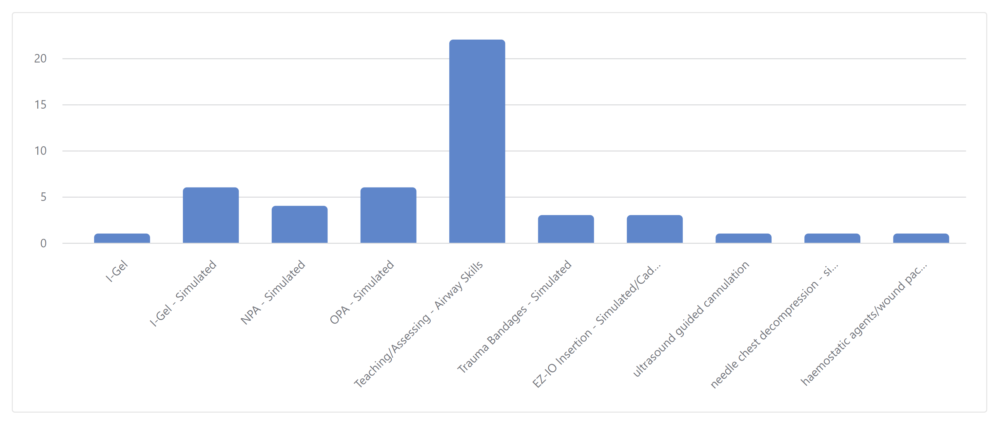 20
15
10
5
0
I-Gel
I-Gel - Simulated
NPA - Simulated
OPA - Simulated
Teaching/Assessing - Airway Skills
Trauma Bandages - Simulated
EZ-IO Insertion - Simulated/Cad...
ultrasound guided cannulation
needle chest decompression - si...
haemostatic agents/wound pac...